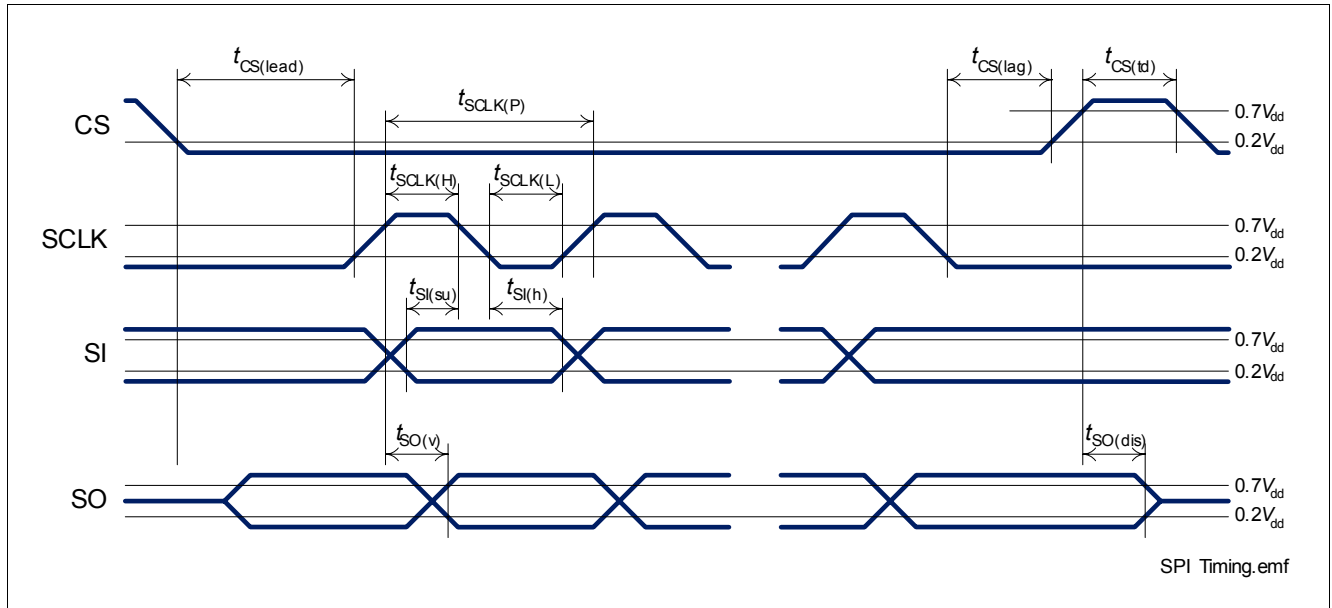 tCS(lead)
tCS(lag)
tCS(td)
tSCLK(P)
CS
0.7Vdd
0.2Vdd
tSCLK(H)
tSCLK(L)
SCLK
0.7Vdd
0.2Vdd
tSI(su)
tSI(h)
SI
0.7Vdd
0.2Vdd
tSO(v)
tSO(dis)
SO
0.7Vdd
0.2Vdd
SPI Timing.emf